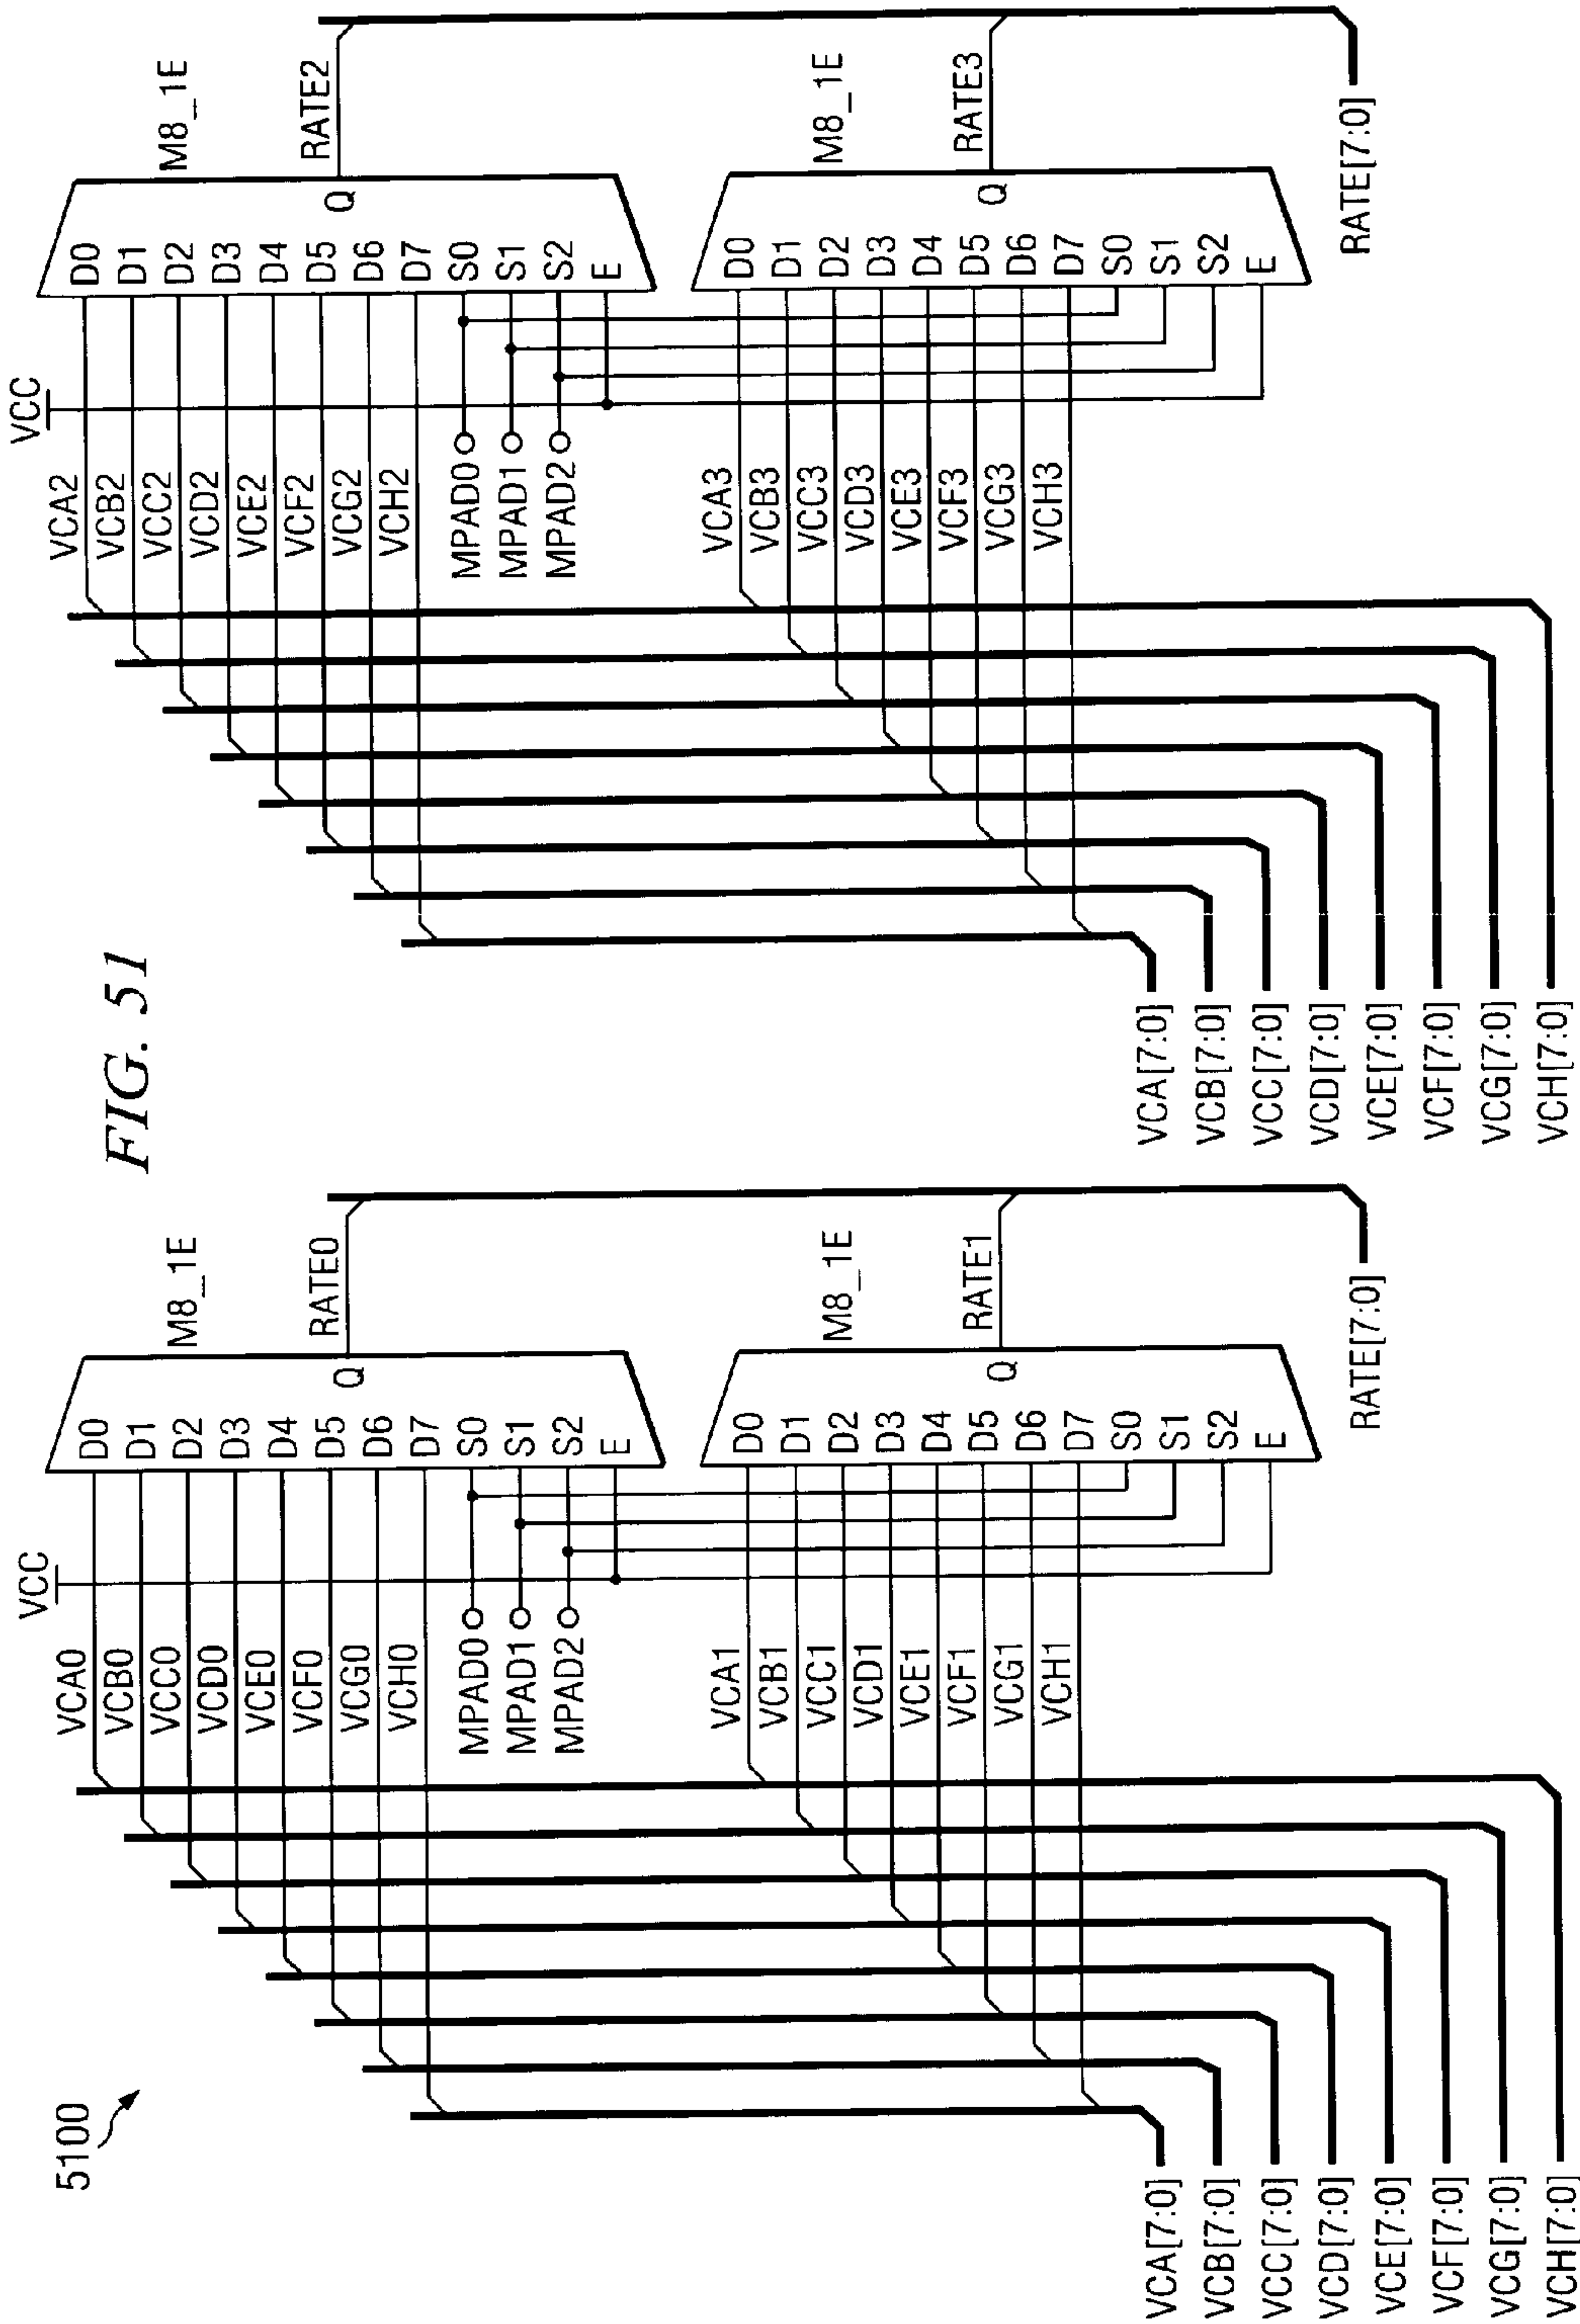 FIG. 51
5100
VCC
VCA0
VCB0
VCC0
VCD0
VCE0
VCF0
VCG0
VCH0
MPAD0
MPAD1
MPAD2
D0
D1
D2
D3
D4
D5
D6
D7
S0
S1
S2
E
Q
M8_1E
RATE0
VCA1
VCB1
VCC1
VCD1
VCE1
VCF1
VCG1
VCH1
D0
D1
D2
D3
D4
D5
D6
D7
S0
S1
S2
E
Q
M8_1E
RATE1
RATE[7:0]
VCA[7:0]
VCB[7:0]
VCC[7:0]
VCD[7:0]
VCE[7:0]
VCF[7:0]
VCG[7:0]
VCH[7:0]
VCC
VCA2
VCB2
VCC2
VCD2
VCE2
VCF2
VCG2
VCH2
MPAD0
MPAD1
MPAD2
D0
D1
D2
D3
D4
D5
D6
D7
S0
S1
S2
E
Q
M8_1E
RATE2
VCA3
VCB3
VCC3
VCD3
VCE3
VCF3
VCG3
VCH3
D0
D1
D2
D3
D4
D5
D6
D7
S0
S1
S2
E
Q
M8_1E
RATE3
RATE[7:0]
VCA[7:0]
VCB[7:0]
VCC[7:0]
VCD[7:0]
VCE[7:0]
VCF[7:0]
VCG[7:0]
VCH[7:0]